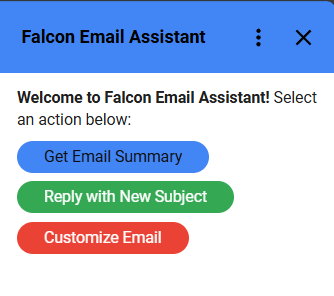 Falcon Email Assistant
Welcome to Falcon Email Assistant! Select
an action below:
Get Email Summary
Reply with New Subject
Customize Email